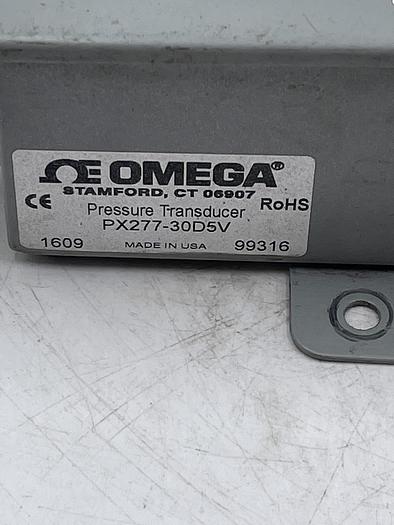 ΩE OMEGA®
STAMFORD, CT 06907
CE RoHS
Pressure Transducer
PX277-30D5V
1609 MADE IN USA 99316